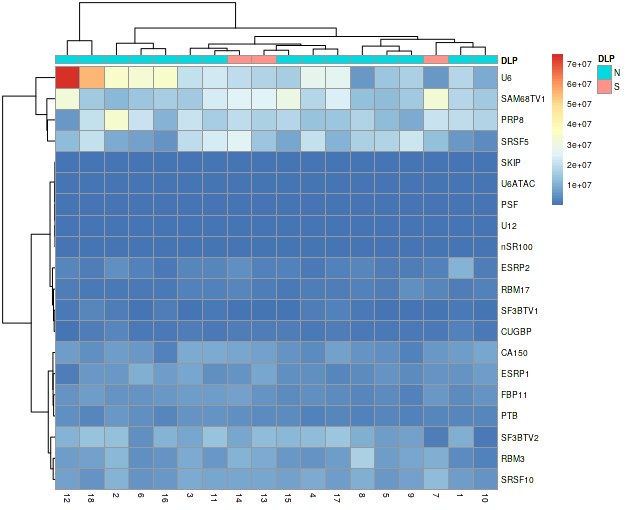 DLP
U6
SAM68TV1
PRP8
SRSF5
SKIP
U6ATAC
PSF
U12
nSR100
ESRP2
RBM17
SF3BTV1
CUGBP
CA150
ESRP1
FBP11
PTB
SF3BTV2
RBM3
SRSF10
12 18 2 6 16 3 11 14 13 15 4 17 8 5 9 7 1 10
7e+07
6e+07
5e+07
4e+07
3e+07
2e+07
1e+07
DLP
N
S